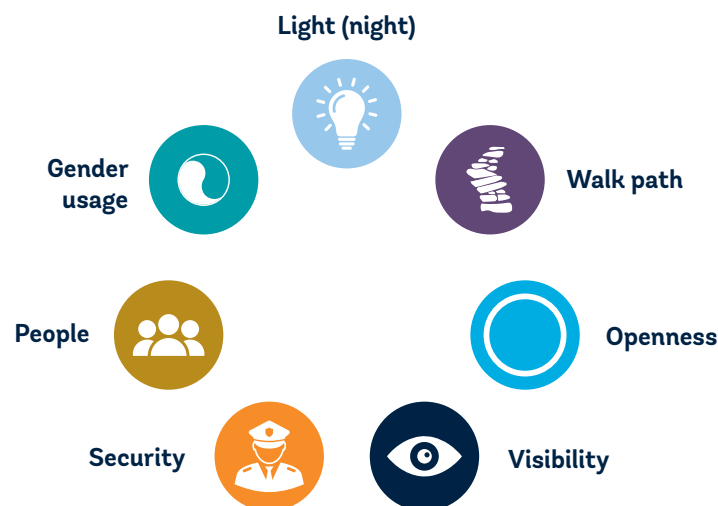 Light (night)
Gender
usage
Walk path
People
Openness
Security
Visibility